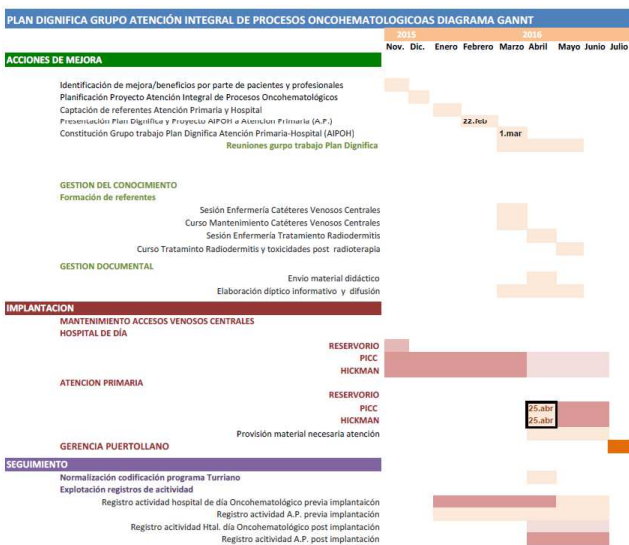 PLAN DIGNIFICA GRUPO ATENCIÓN INTEGRAL DE PROCESOS ONCOHEMATOLOGICOAS DIAGRAMA GANNT
2015 2016
Nov. Dic. Enero Febrero Marzo Abril Mayo Junio Julio
ACCIONES DE MEJORA
Identificación de mejora/beneficios por parte de pacientes y profesionales
Planificación Proyecto Atención Integral de Procesos Oncohematológicos
Captación de referentes Atención Primaria y Hospital
Presentación Plan Dignifica y Proyecto AIPOH a Atención Primaria (A.P.) 22.feb
Constitución Grupo trabajo Plan Dignifica Atención Primaria-Hospital (AIPOH) 1.mar
Reuniones gurpo trabajo Plan Dignifica
GESTION DEL CONOCIMIENTO
Formación de referentes
Sesión Enfermería Catéteres Venosos Centrales
Curso Mantenimiento Catéteres Venosos Centrales
Sesión Enfermería Tratamiento Radiodermitis
Curso Trataminto Radiodermitis y toxicidades post radioterapia
GESTION DOCUMENTAL
Envio material didáctico
Elaboración díptico informativo y difusión
IMPLANTACION
MANTENIMIENTO ACCESOS VENOSOS CENTRALES
HOSPITAL DE DÍA
RESERVORIO
PICC
HICKMAN
ATENCION PRIMARIA
RESERVORIO
PICC 25.abr
HICKMAN 25.abr
Provisión material necesaria atención
GERENCIA PUERTOLLANO
SEGUIMIENTO
Normalización codificación programa Turriano
Explotación registros de acitividad
Registro actividad hospital de día Oncohematológico previa implantaicón
Registro actividad A.P. previa implantación
Registro acitividad Htal. día Oncohematológico post implantación
Registro acitividad A.P. post implantación